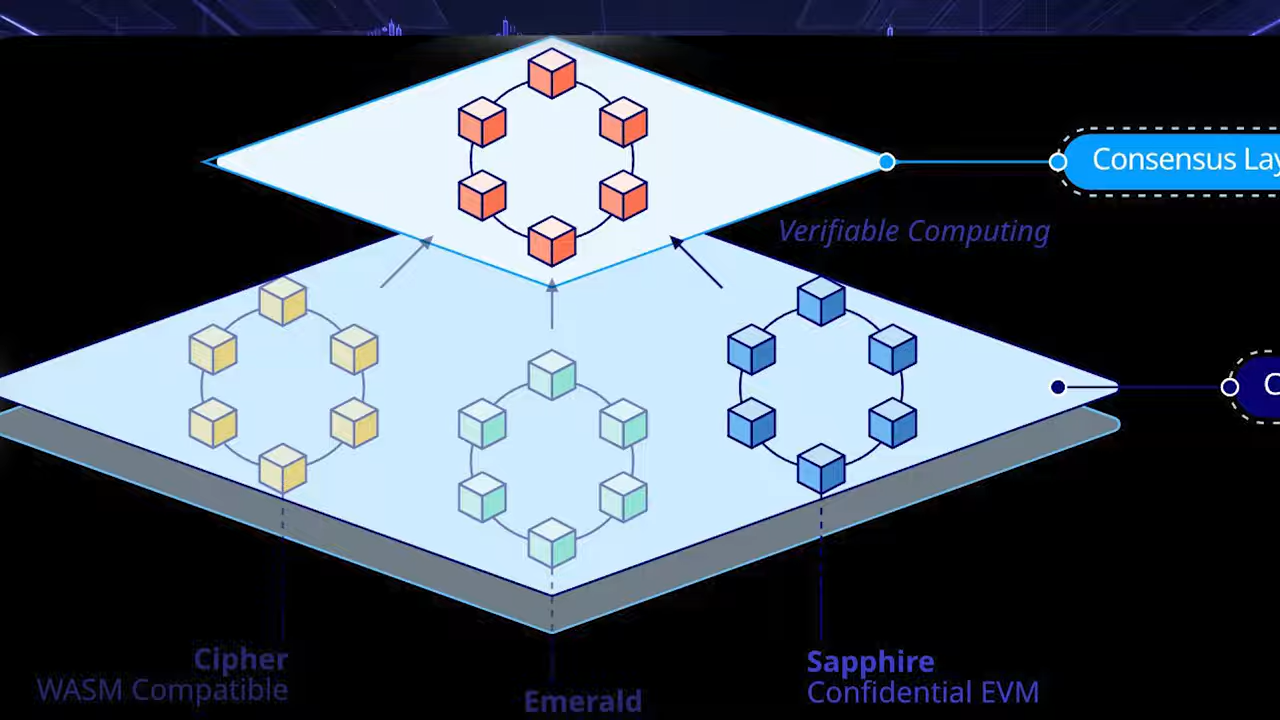 Consensus Lay
Verifiable Computing
C
Cipher
WASM Compatible
Emerald
Sapphire
Confidential EVM